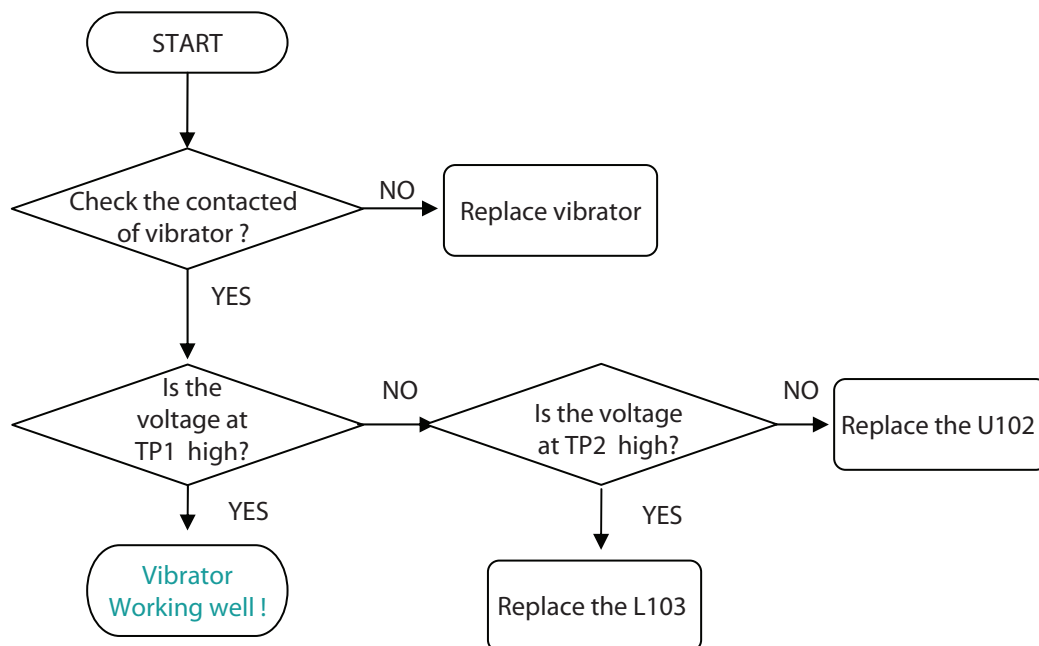 START
Check the contacted
of vibrator ?
NO
Replace vibrator
YES
Is the
voltage at
TP1 high?
NO
Is the voltage
at TP2 high?
NO
Replace the U102
YES
Vibrator
Working well !
YES
Replace the L103